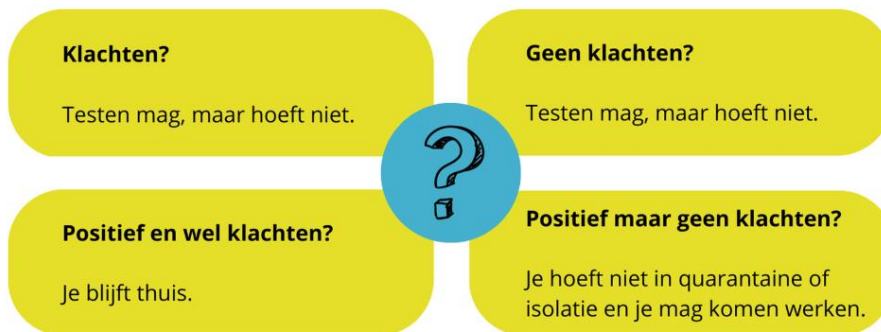 Klachten?
Testen mag, maar hoeft niet.
Geen klachten?
Testen mag, maar hoeft niet.
?
Positief en wel klachten?
Je blijft thuis.
Positief maar geen klachten?
Je hoeft niet in quarantaine of
isolatie en je mag komen werken.